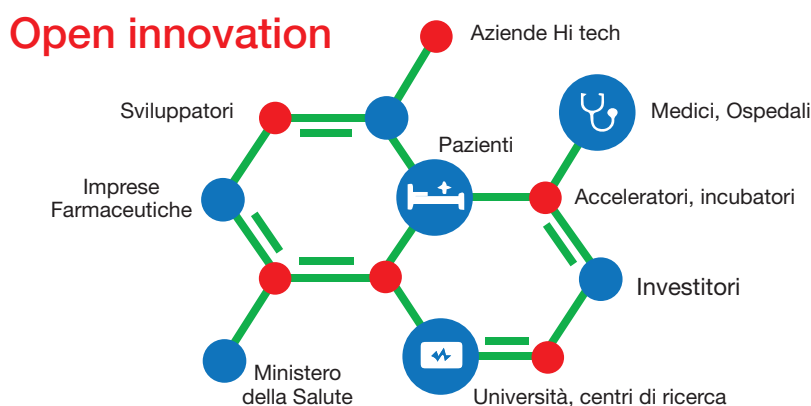 Open innovation
Aziende Hi tech
Sviluppatori
Medici, Ospedali
Pazienti
Imprese
Farmaceutiche
Acceleratori, incubatori
Investitori
Ministero
della Salute
Università, centri di ricerca